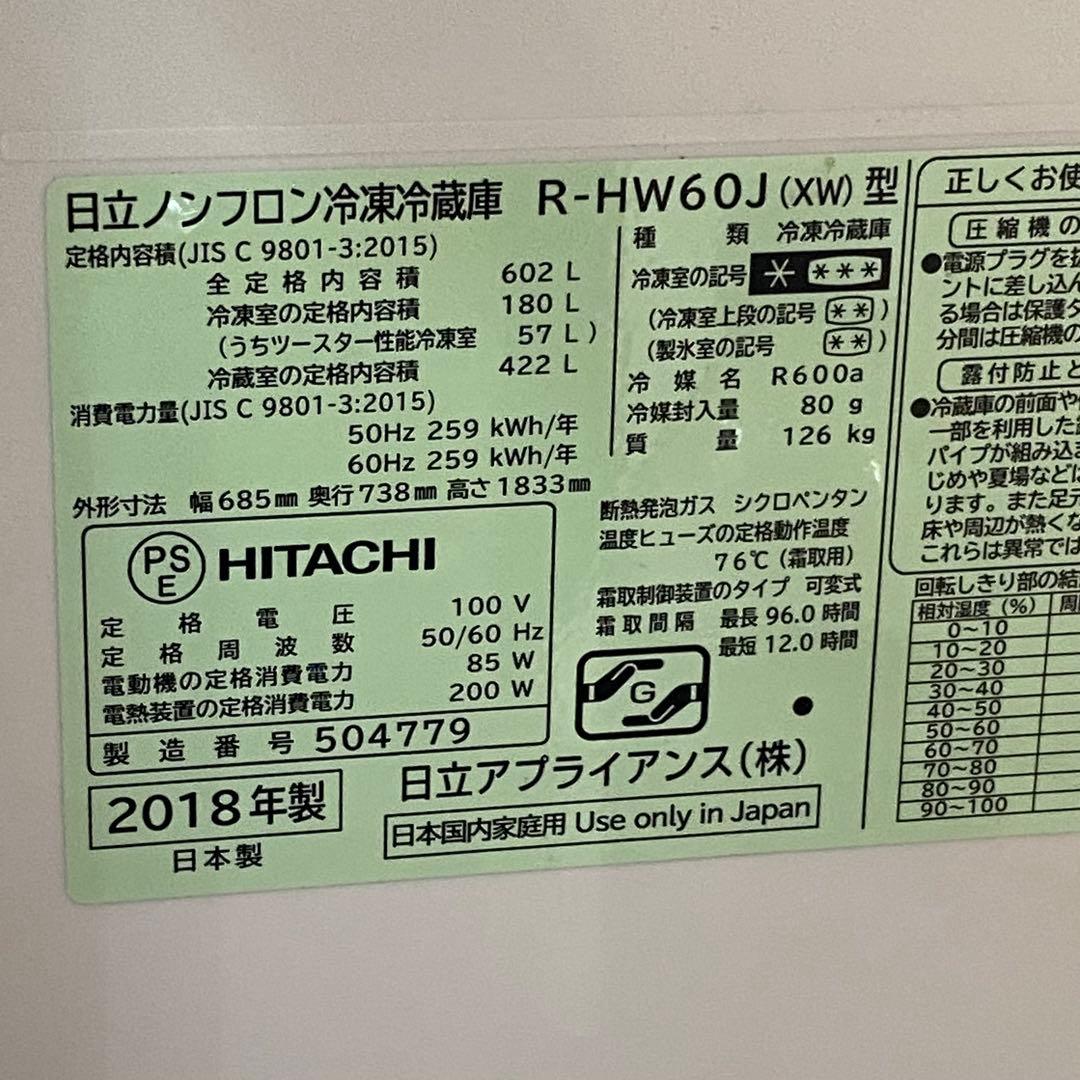 日立ノンフロン冷凍冷蔵庫 R-HW60J (XW) 型
定格内容積(JIS C 9801-3:2015)
全定格内容積 602 L
冷凍室の定格内容積 180 L
(うちツースター性能冷凍室 57 L)
冷蔵室の定格内容積 422 L
消費電力量(JIS C 9801-3:2015)
50Hz 259 kWh/年
60Hz 259 kWh/年
外形寸法 幅685mm 奥行738mm 高さ1833mm
PS
E
HITACHI
定格電圧 100 V
定格周波数 50/60 Hz
電動機の定格消費電力 85 W
電熱装置の定格消費電力 200 W
製造番号 504779
2018年製
日本製
種類 冷凍冷蔵庫
冷凍室の記号 * ***
(冷凍室上段の記号 **)
(製氷室の記号 **)
冷媒名 R600a
冷媒封入量 80 g
質量 126 kg
断熱発泡ガス シクロペンタン
温度ヒューズの定格動作温度
76℃ (霜取用)
霜取制御装置のタイプ 可変式
霜取間隔 最長 96.0 時間
最短 12.0 時間
G
日立アプライアンス(株)
日本国内家庭用 Use only in Japan
正しくお使
圧縮機の
●電源プラグを
ントに差し込ん
る場合は保護
分間は圧縮機の
露付防止と
●冷蔵庫の前面や
一部を利用した
パイプが組み込ま
じめや夏場などは
ります。また足元
床や周辺が熱くな
これらは異常では
回転しきり部の結
相対湿度(%)
0〜10
10〜20
20〜30
30〜40
40〜50
50〜60
60〜70
70〜80
80〜90
90〜100